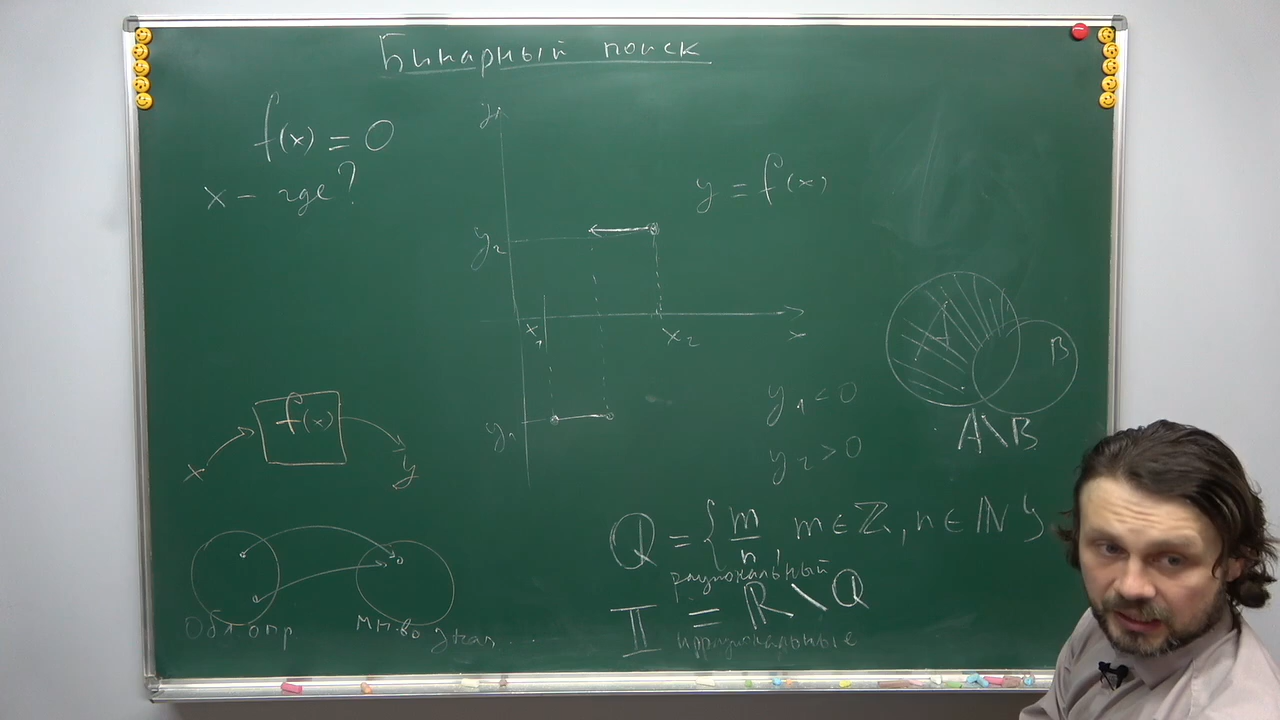 Бинарный поиск
f(x) = 0
x – где?
y
y = f(x)
y₂
x₁
x₂
x
y₁
y₁ < 0
y₂ > 0
A
B
A\B
f(x)
x
y
Обл опр.
мн-во знач.
Q = { m/n, m ∈ ℤ, n ∈ ℕ }
рациональный
𝕀 = ℝ \ Q
иррациональные